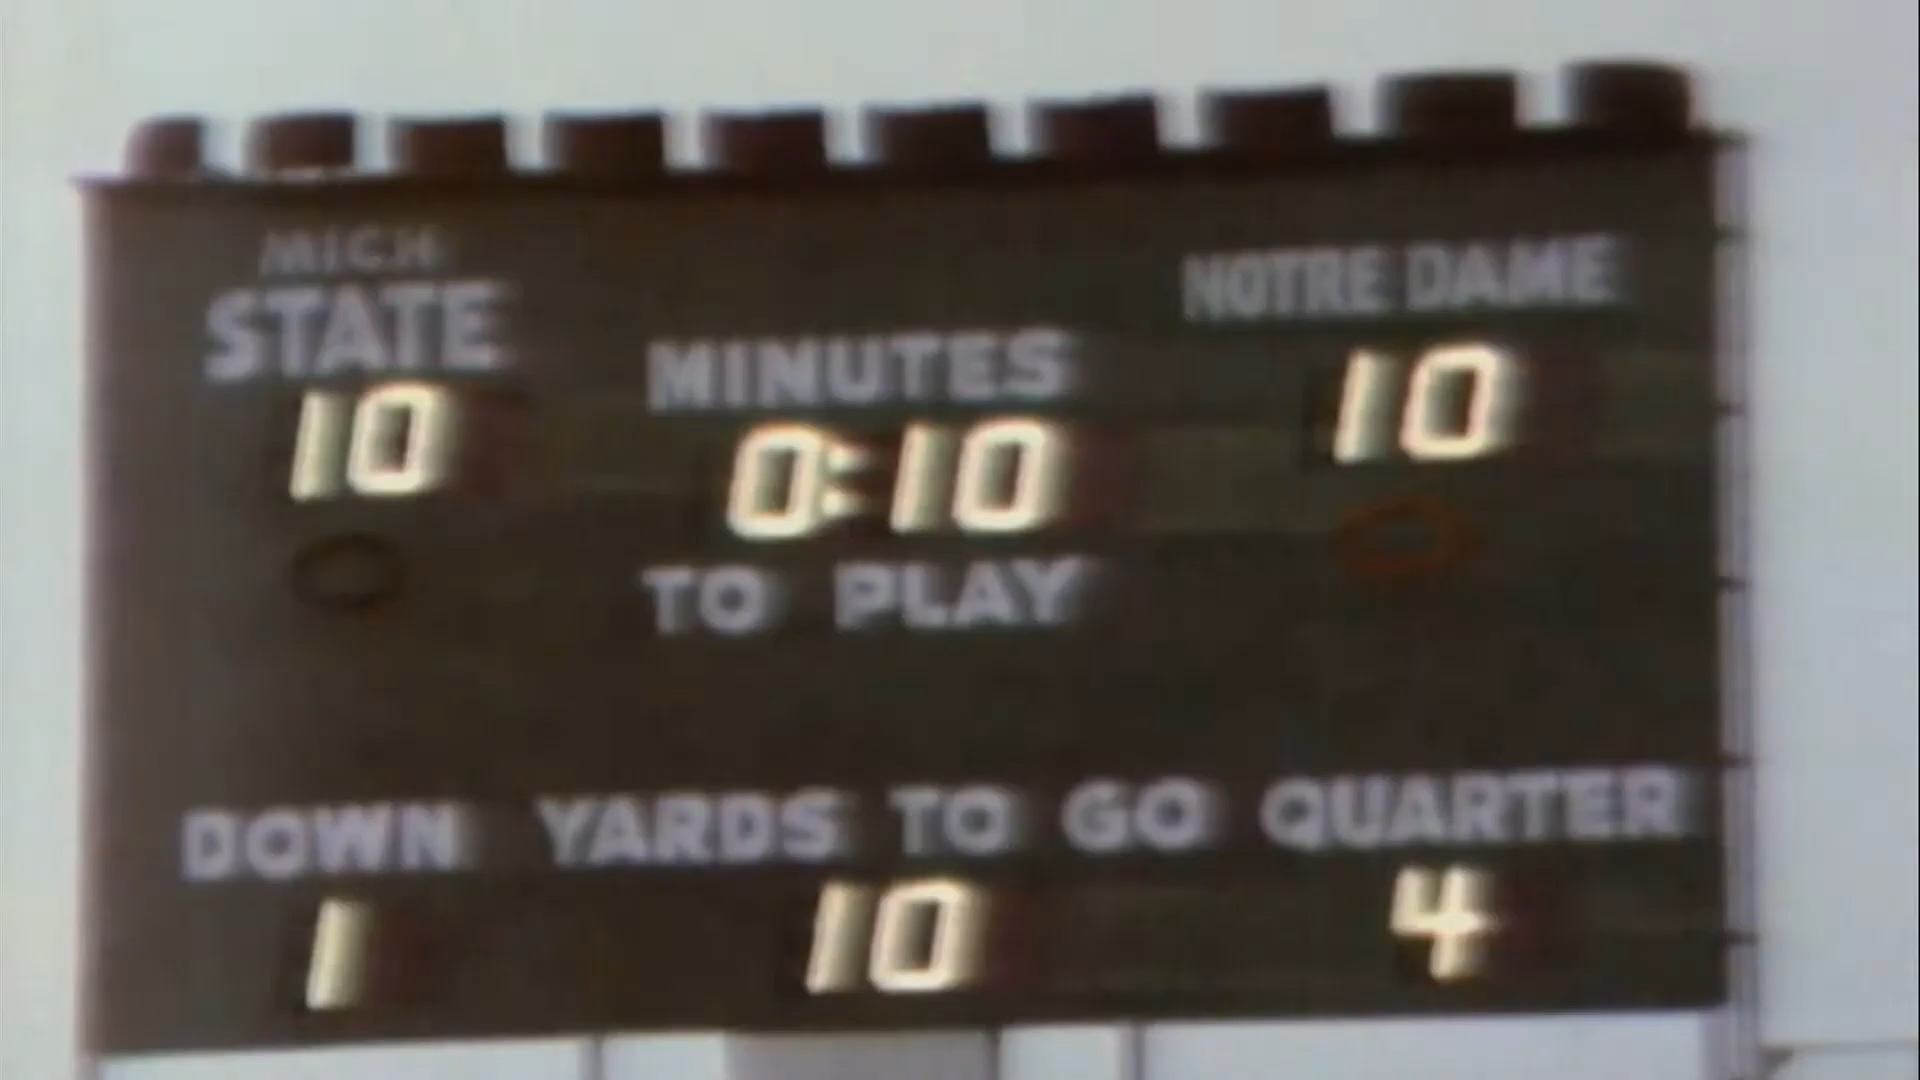 MICH
STATE
10
MINUTES
0:10
TO PLAY
NOTRE DAME
10
DOWN YARDS TO GO QUARTER
1 10 4